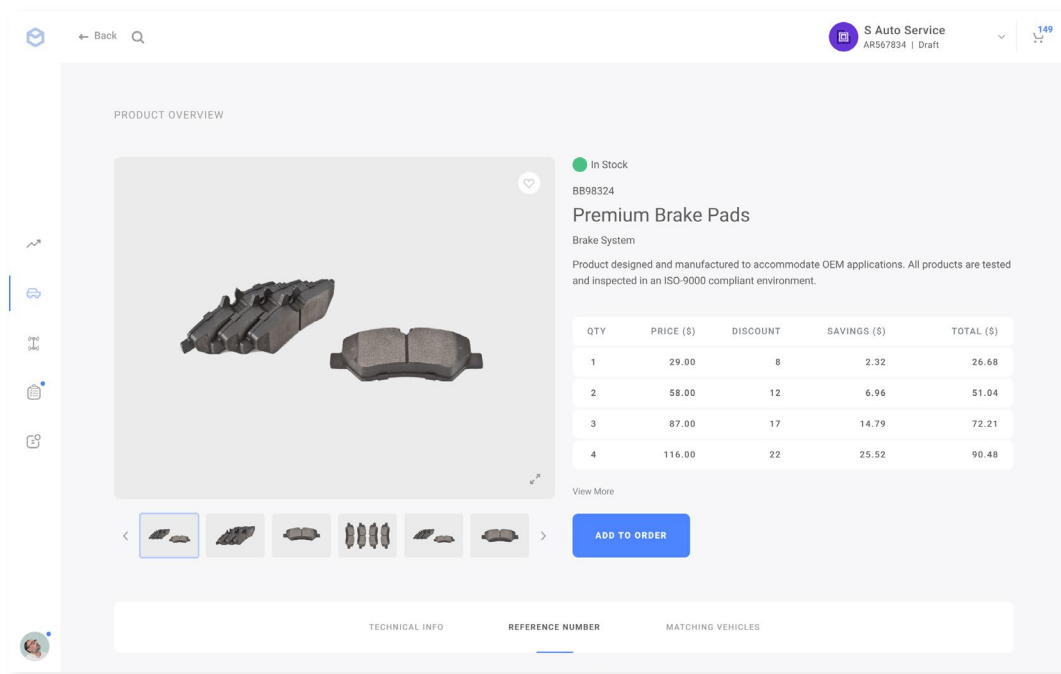 ← Back
S Auto Service
AR567834 | Draft
149
PRODUCT OVERVIEW
In Stock
BB98324
Premium Brake Pads
Brake System
Product designed and manufactured to accommodate OEM applications. All products are tested
and inspected in an ISO-9000 compliant environment.
QTY PRICE ($) DISCOUNT SAVINGS ($) TOTAL ($)
1 29.00 8 2.32 26.68
2 58.00 12 6.96 51.04
3 87.00 17 14.79 72.21
4 116.00 22 25.52 90.48
View More
ADD TO ORDER
TECHNICAL INFO REFERENCE NUMBER MATCHING VEHICLES